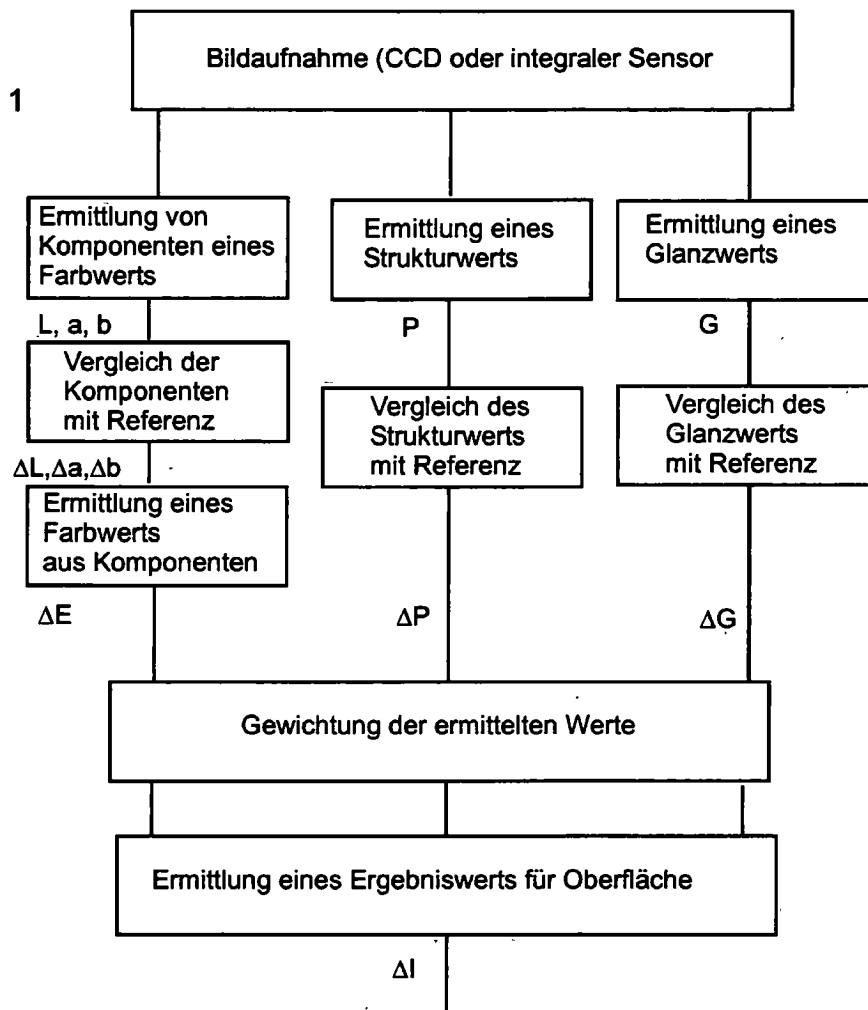 Bildaufnahme (CCD oder integraler Sensor
1
Ermittlung von
Komponenten eines
Farbwerts
Ermittlung eines
Strukturwerts
Ermittlung eines
Glanzwerts
L, a, b
P
G
Vergleich der
Komponenten
mit Referenz
Vergleich des
Strukturwerts
mit Referenz
Vergleich des
Glanzwerts
mit Referenz
ΔL,Δa,Δb
Ermittlung eines
Farbwerts
aus Komponenten
ΔE
ΔP
ΔG
Gewichtung der ermittelten Werte
Ermittlung eines Ergebniswerts für Oberfläche
ΔI